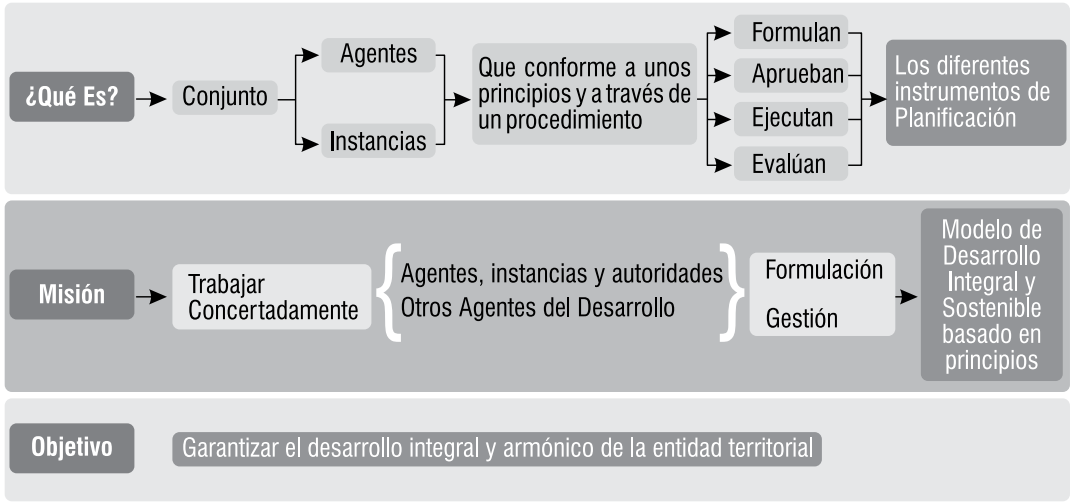 ¿Qué Es?
Conjunto
Agentes
Instancias
Que conforme a unos
principios y a través de
un procedimiento
Formulan
Aprueban
Ejecutan
Evalúan
Los diferentes
instrumentos de
Planificación
Misión
Trabajar
Concertadamente
Agentes, instancias y autoridades
Otros Agentes del Desarrollo
Formulación
Gestión
Modelo de
Desarrollo
Integral y
Sostenible
basado en
principios
Objetivo
Garantizar el desarrollo integral y armónico de la entidad territorial